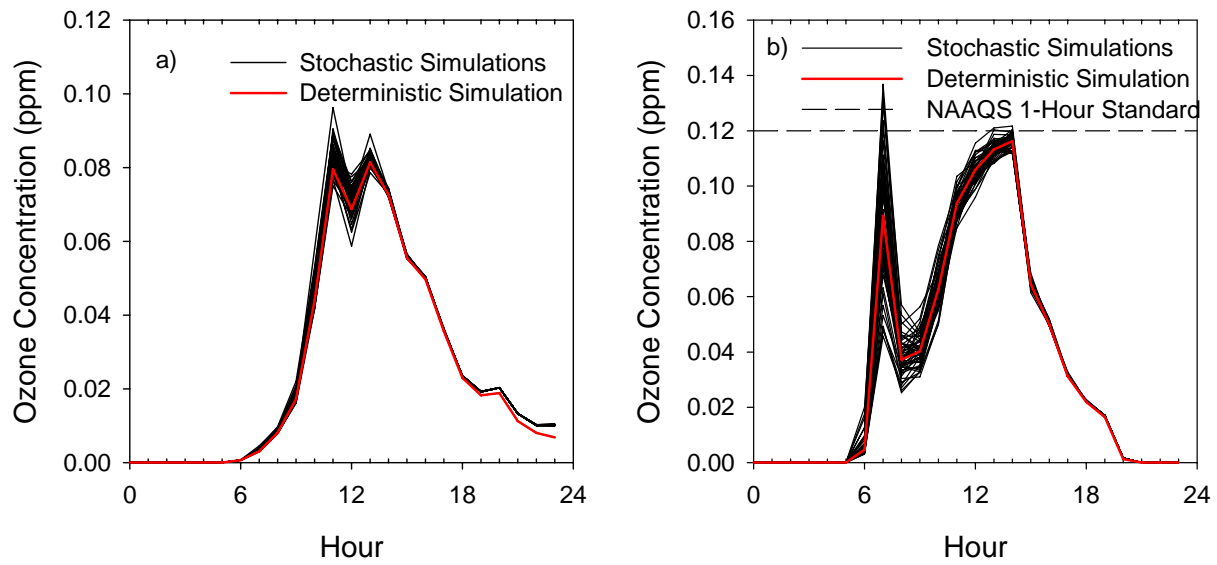 a)
Stochastic Simulations
Deterministic Simulation
Ozone Concentration (ppm)
0.12
0.10
0.08
0.06
0.04
0.02
0.00
0 6 12 18 24
Hour
b)
Stochastic Simulations
Deterministic Simulation
NAAQS 1-Hour Standard
Ozone Concentration (ppm)
0.16
0.14
0.12
0.10
0.08
0.06
0.04
0.02
0.00
0 6 12 18 24
Hour